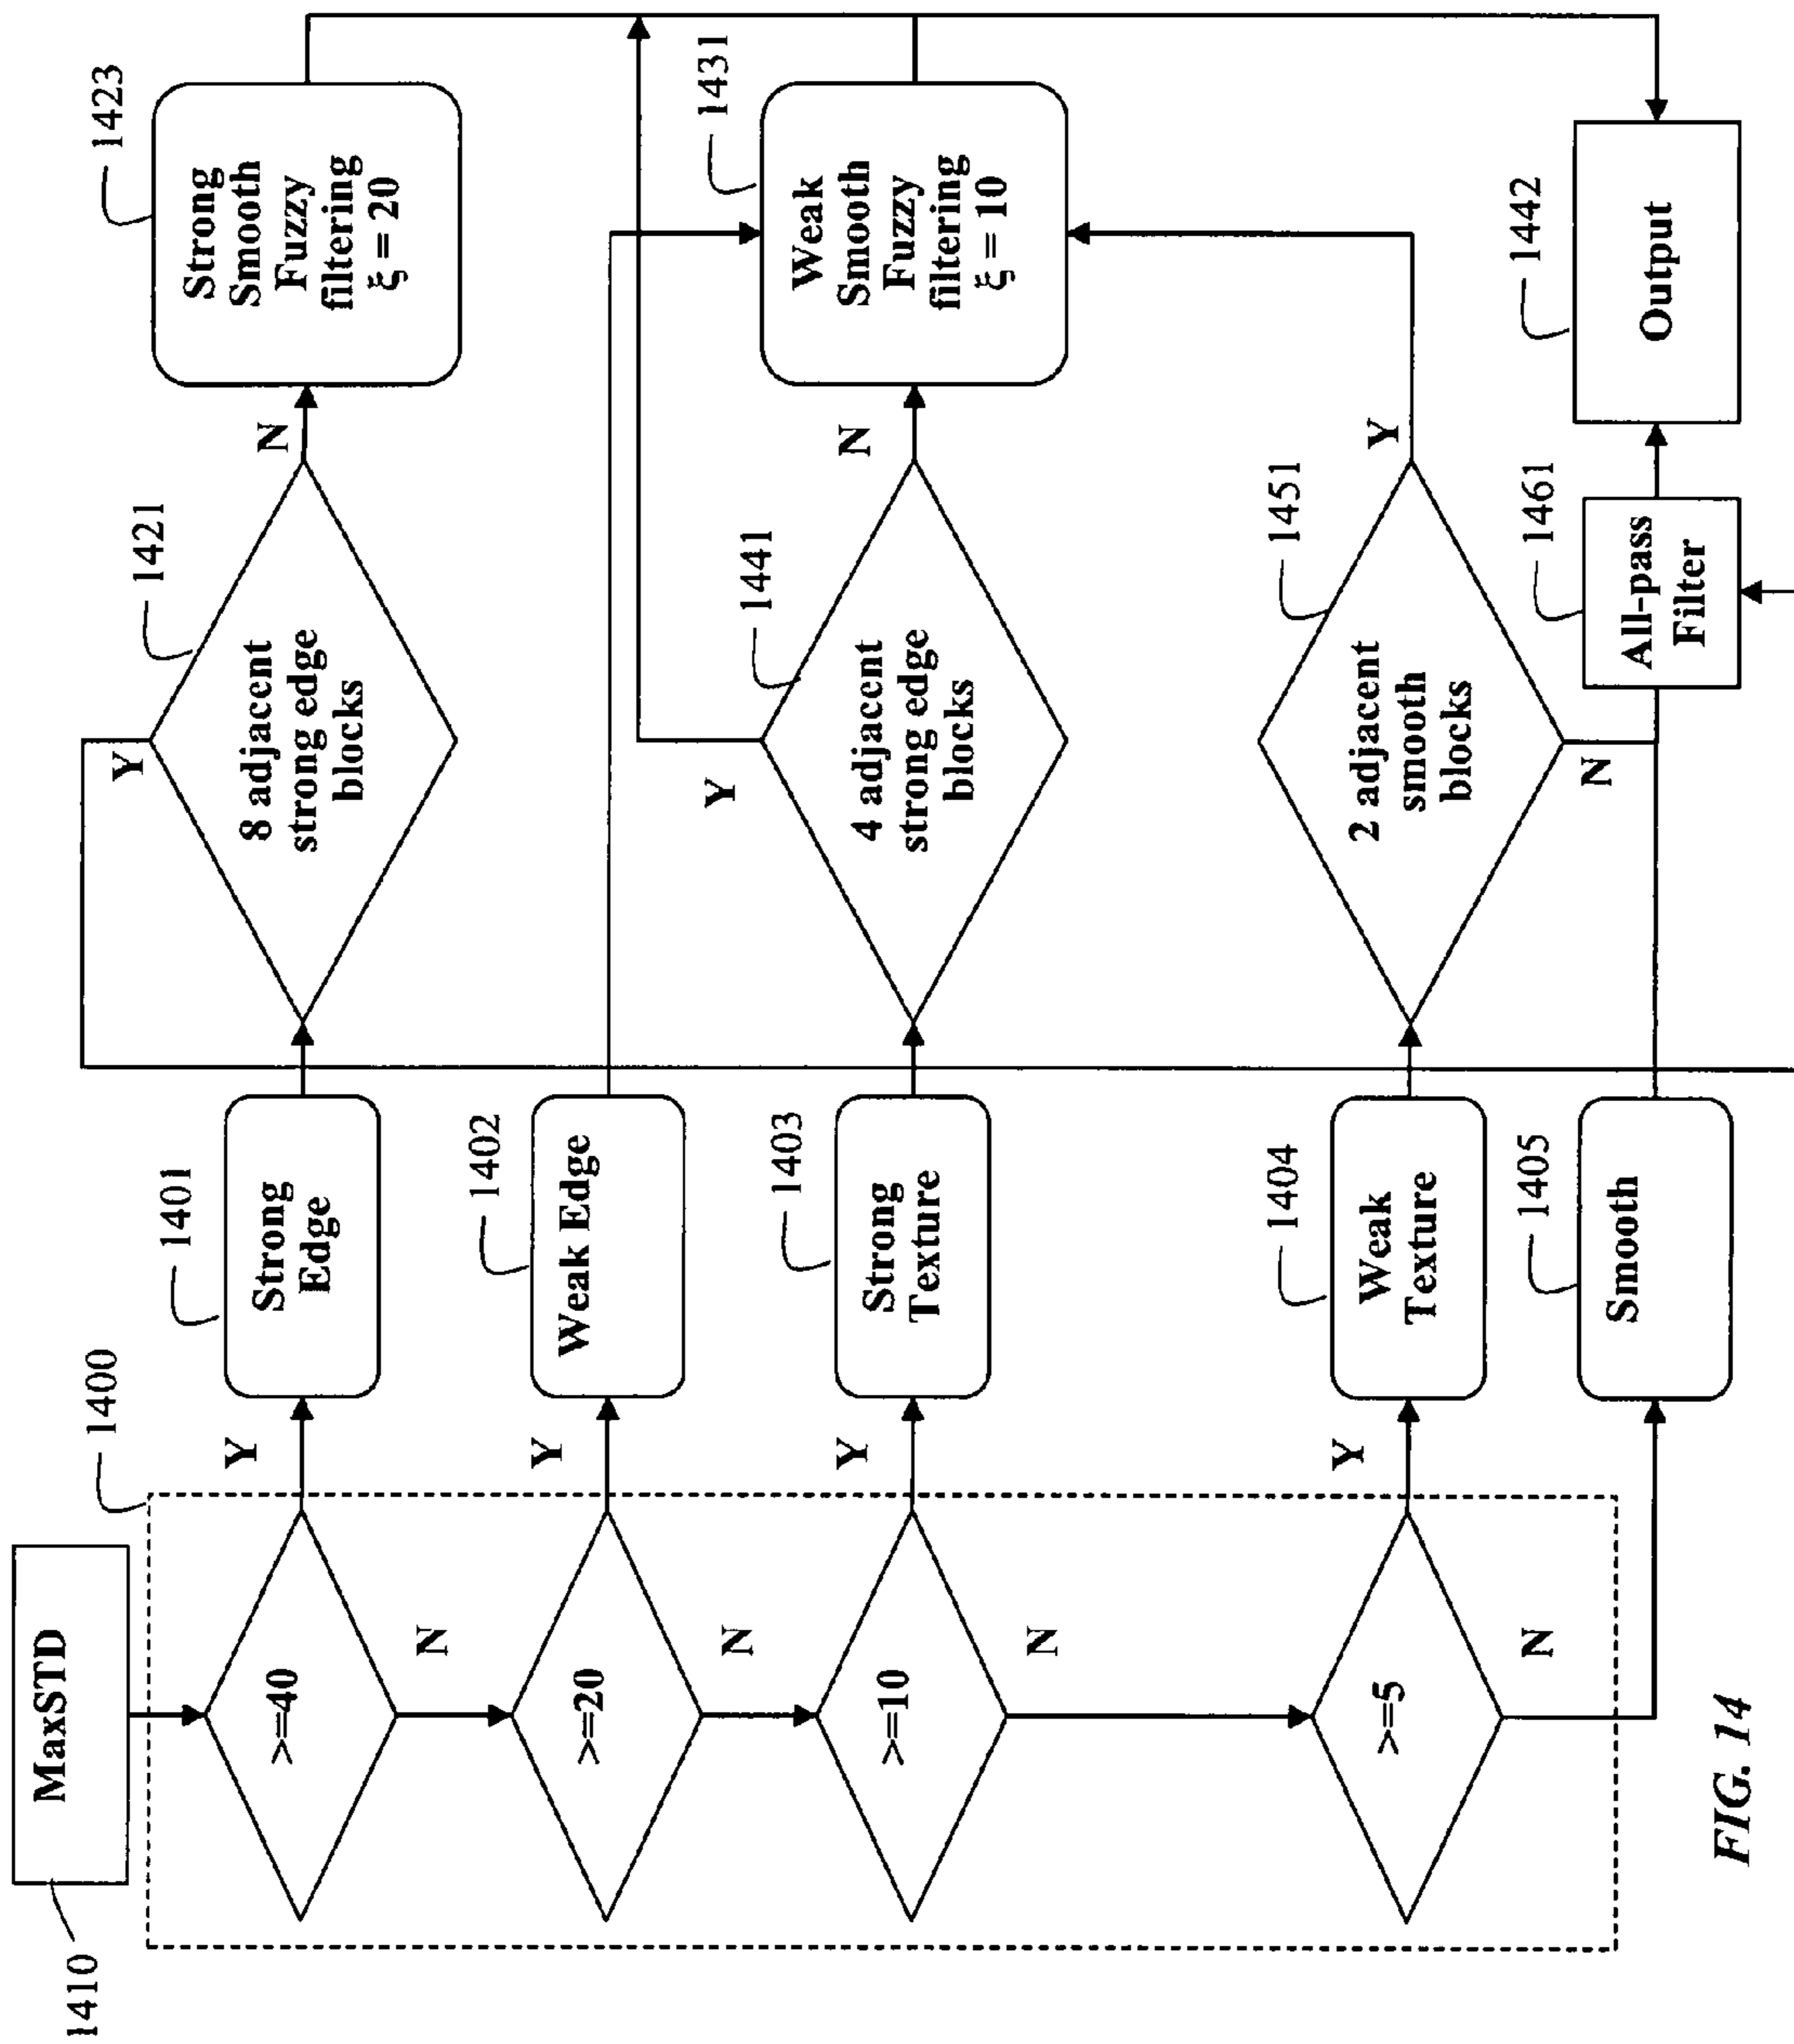 1410
MaxSTD
1400
>=40
N
>=20
N
>=10
N
>=5
N
Y
Y
Y
Y
1401
Strong
Edge
1402
Weak Edge
1403
Strong
Texture
1404
Weak
Texture
1405
Smooth
Y
8 adjacent
strong edge
blocks
1421
N
Y
4 adjacent
strong edge
blocks
1441
N
2 adjacent
smooth
blocks
1451
Y
N
1461
All-pass
Filter
1423
Strong
Smooth
Fuzzy
filtering
ξ = 20
1431
Weak
Smooth
Fuzzy
filtering
ξ = 10
1442
Output
FIG. 14